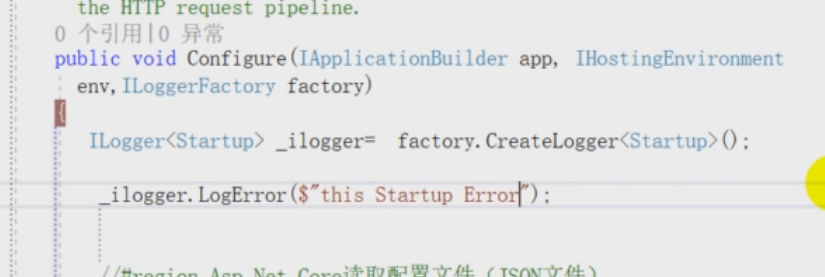 the HTTP request pipeline.
0 个引用|0 异常
public void Configure(IApplicationBuilder app, IHostingEnvironment
env,ILoggerFactory factory)
{
ILogger<Startup> _ilogger= factory.CreateLogger<Startup>();
_ilogger.LogError($"this Startup Error");
//#region Asp.Net Core读取配置文件（JSON文件）